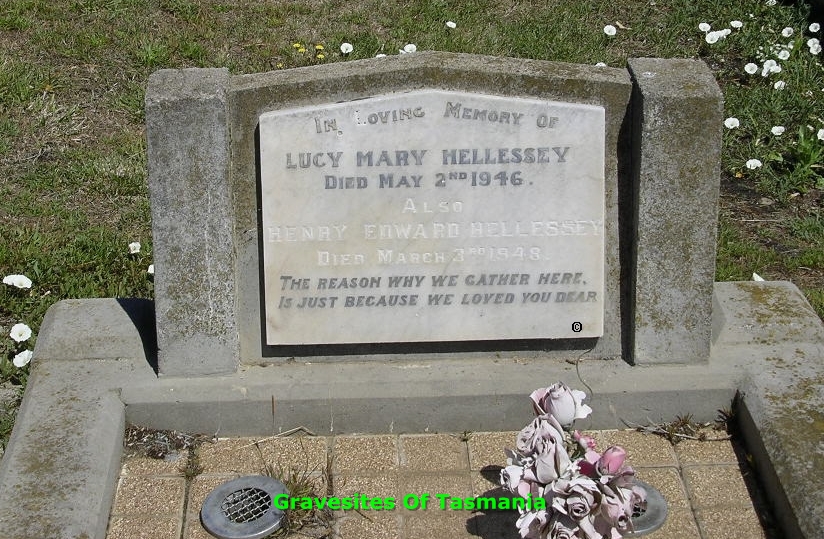 In Loving Memory Of
LUCY MARY HELLESSEY
Died May 2ND 1946.
Also
HENRY EDWARD HELLESSEY
Died March 3RD 1948.
The reason why we gather here,
Is just because we loved you dear
©
Gravesites Of Tasmania